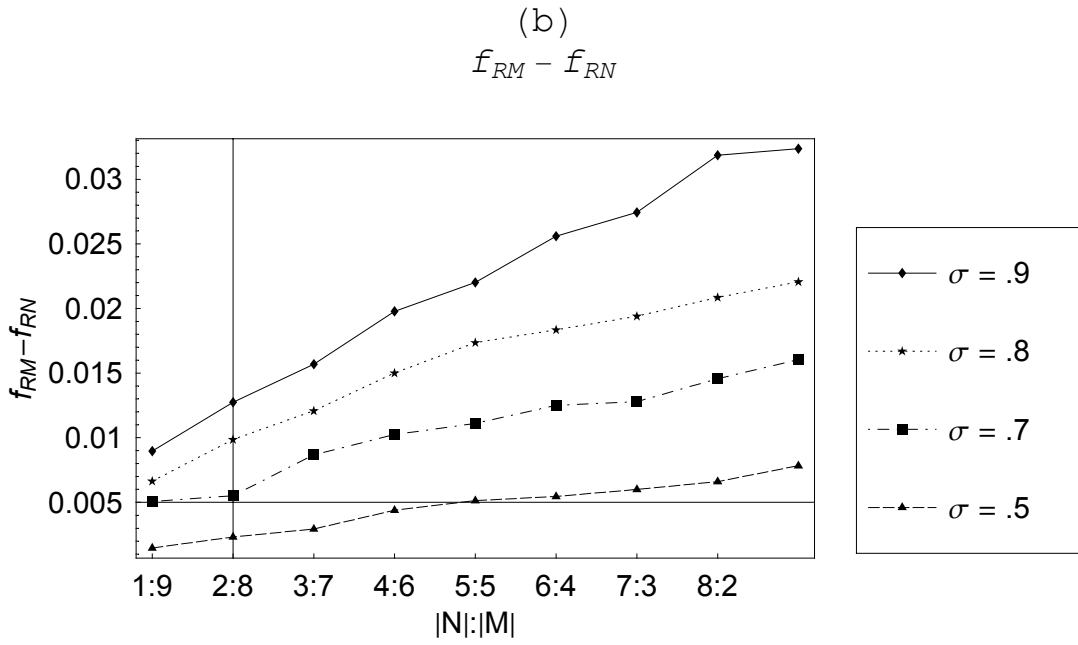 (b)
f_RM – f_RN
0.03
0.025
0.02
0.015
0.01
0.005
f_RM–f_RN
1:9 2:8 3:7 4:6 5:5 6:4 7:3 8:2
|N|:|M|
σ = .9
σ = .8
σ = .7
σ = .5